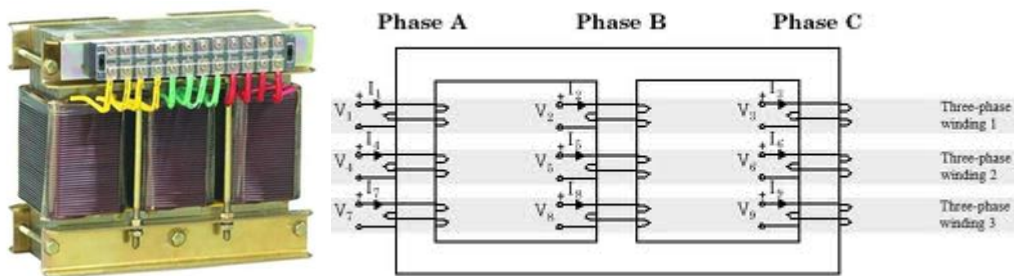 Phase A Phase B Phase C
+ I1 + I2 + I3
V1 V2 V3
Three-phase
winding 1
+ I4 + I5 + I6
V4 V5 V6
Three-phase
winding 2
+ I7 + I8 + I9
V7 V8 V9
Three-phase
winding 3